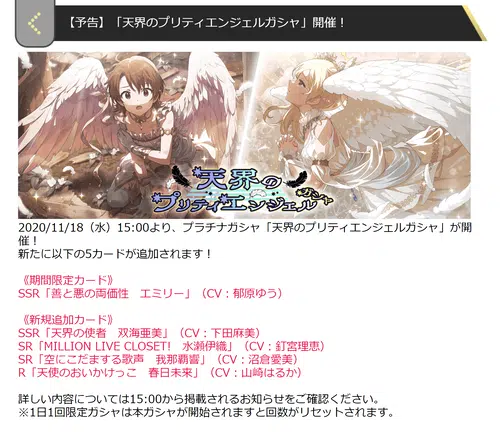 【予告】「天界のプリティエンジェルガシャ」開催！
天界の
プリティエンジェル
ガシャ
2020/11/18（水）15:00より、プラチナガシャ「天界のプリティエンジェルガシャ」が開
催！
新たに以下の5カードが追加されます！
《期間限定カード》
SSR「善と悪の両価性　エミリー」（CV：郁原ゆう）
《新規追加カード》
SSR「天界の使者　双海亜美」（CV：下田麻美）
SR「MILLION LIVE CLOSET!　水瀬伊織」（CV：釘宮理恵）
SR「空にこだまする歌声　我那覇響」（CV：沼倉愛美）
R「天使のおいかけっこ　春日未来」（CV：山崎はるか）
詳しい内容については15:00から掲載されるお知らせをご確認ください。
※1日1回限定ガシャは本ガシャが開始されますと回数がリセットされます。